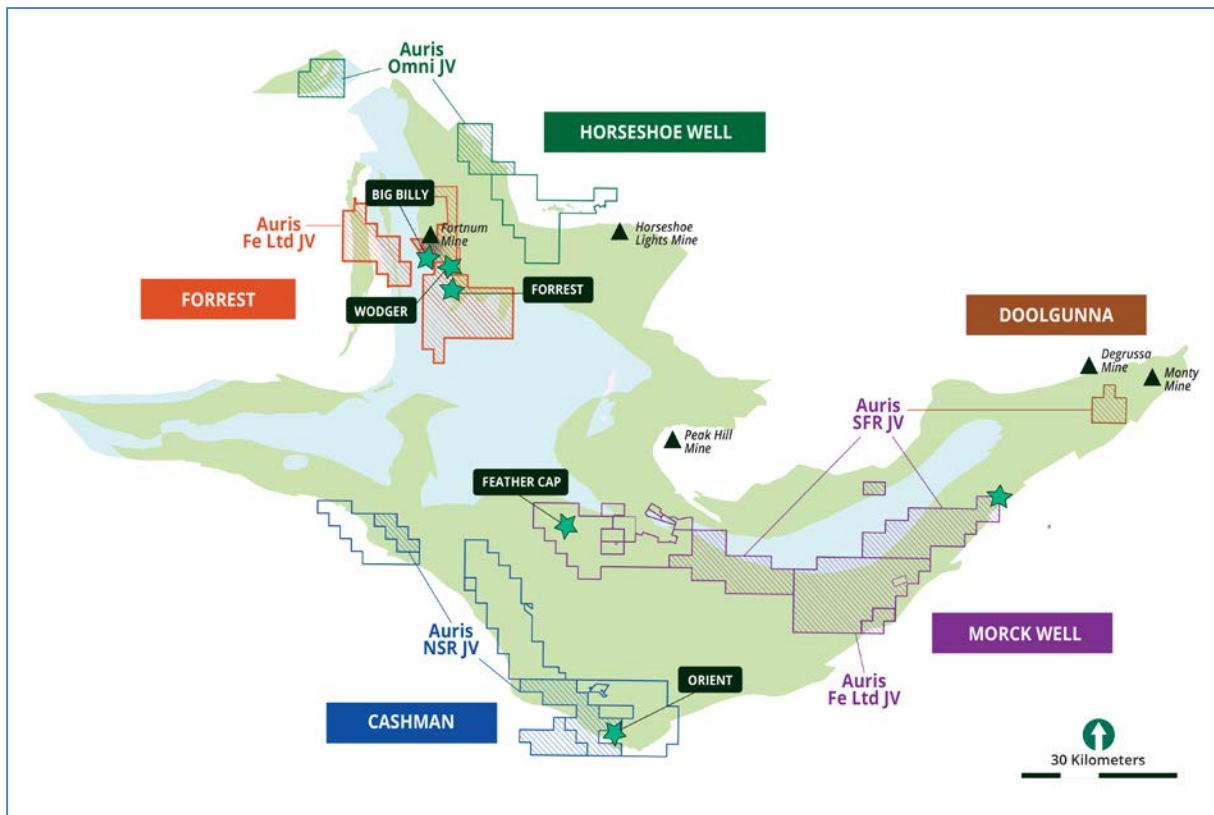 Auris
Omni JV
HORSESHOE WELL
BIG BILLY
Auris
Fe Ltd JV
Fortnum
Mine
Horseshoe
Lights Mine
FORREST
WODGER
FORREST
DOOLGUNNA
Degrussa
Mine
Monty
Mine
Auris
SFR JV
Peak Hill
Mine
FEATHER CAP
Auris
NSR JV
MORCK WELL
ORIENT
Auris
Fe Ltd JV
CASHMAN
30 Kilometers